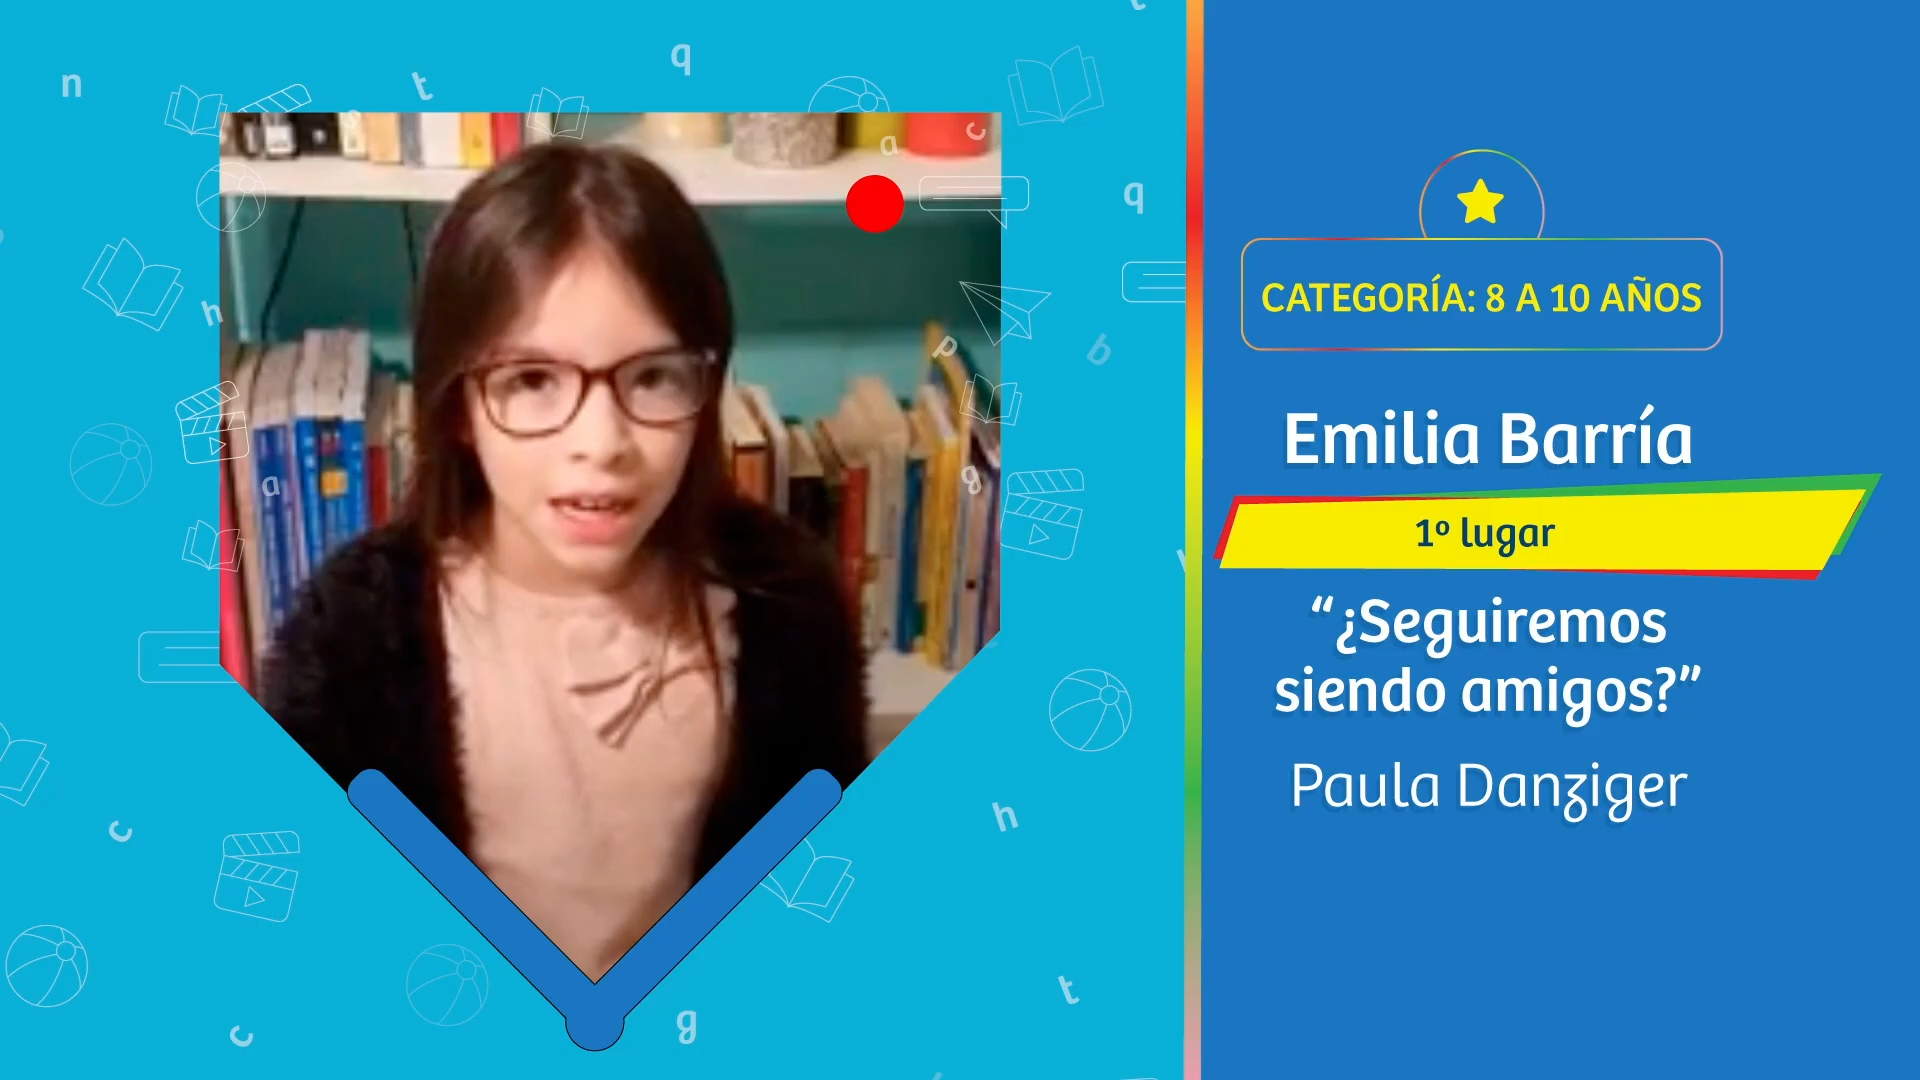 CATEGORÍA: 8 A 10 AÑOS
Emilia Barría
1º lugar
“¿Seguiremos
siendo amigos?”
Paula Danziger